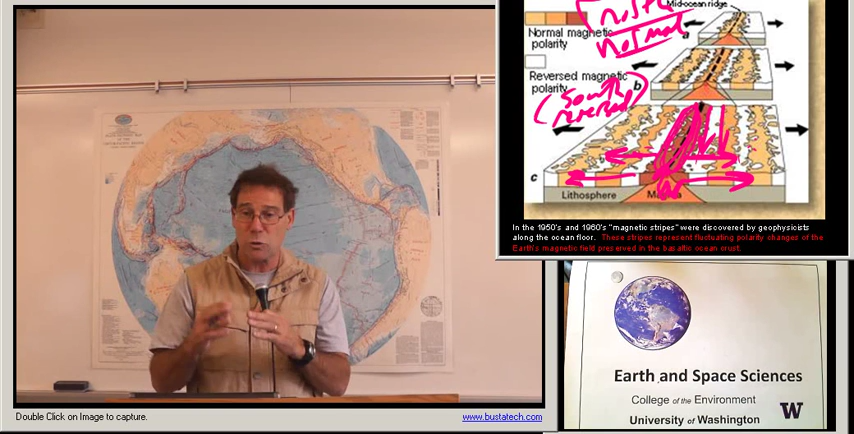 Mid-ocean ridge
a
Normal magnetic
polarity
normal
Reversed magnetic
polarity
b
(south
reversed)
c
Lithosphere
In the 1950's and 1960's "magnetic stripes" were discovered by geophysicists
along the ocean floor. These stripes represent fluctuating polarity changes of the
Earth's magnetic field preserved in the basaltic ocean crust.
Earth and Space Sciences
College of the Environment
University of Washington
W
Double Click on Image to capture.
www.bustatech.com